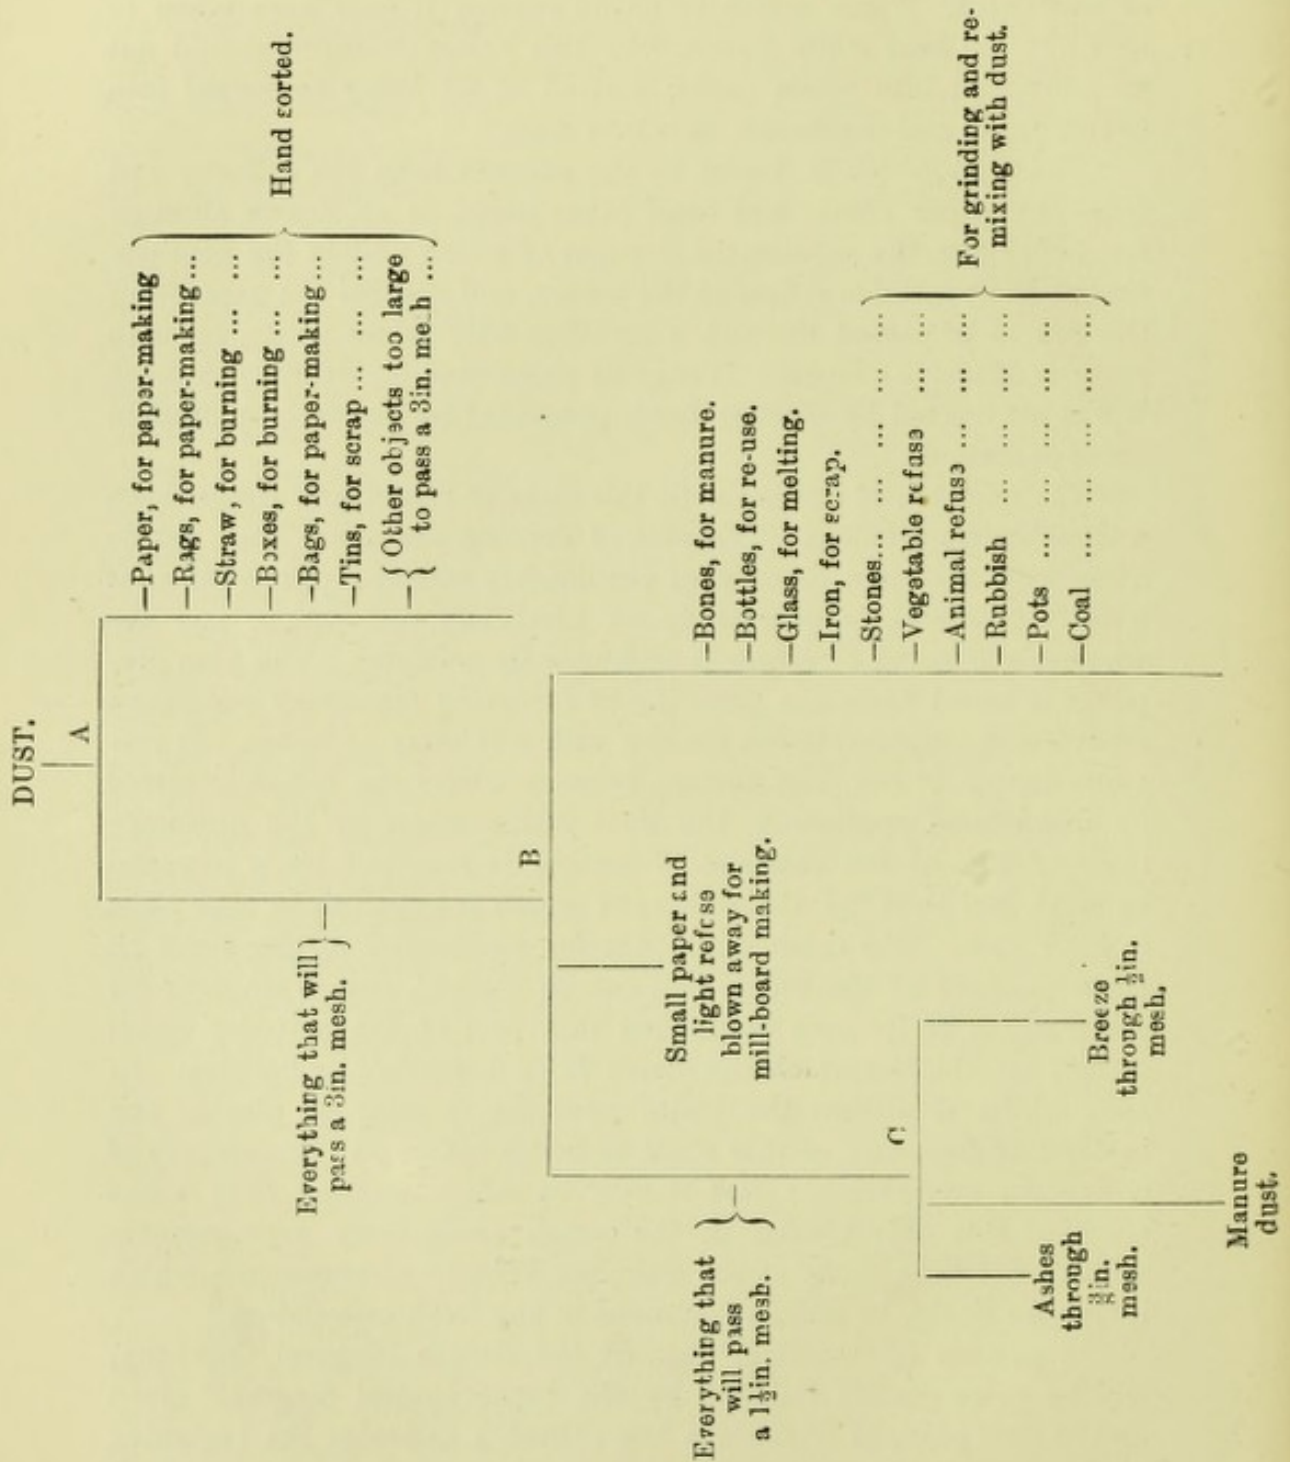 DUST.
A
Everything that will
pass a 3in. mesh.
—Paper, for paper-making
—Rags, for paper-making...
—Straw, for burning ... ...
—Boxes, for burning ... ...
—Bags, for paper-making...
—Tins, for scrap ... ... ...
—{ Other objects too large
to pass a 3in. mesh ...
Hand sorted.
B
Everything that
will pass
a 1½in. mesh.
Small paper and
light refuse
blown away for
mill-board making.
—Bones, for manure.
—Bottles, for re-use.
—Glass, for melting.
—Iron, for scrap.
—Stones... ... ... ... ...
—Vegetable refuse ... ...
—Animal refuse ... ... ...
—Rubbish ... ... ... ...
—Pots ... ... ... ... ..
—Coal ... ... ... ... ...
For grinding and re-
mixing with dust.
C
Ashes
through
⅜in.
mesh.
Manure
dust.
Breeze
through ½in.
mesh.